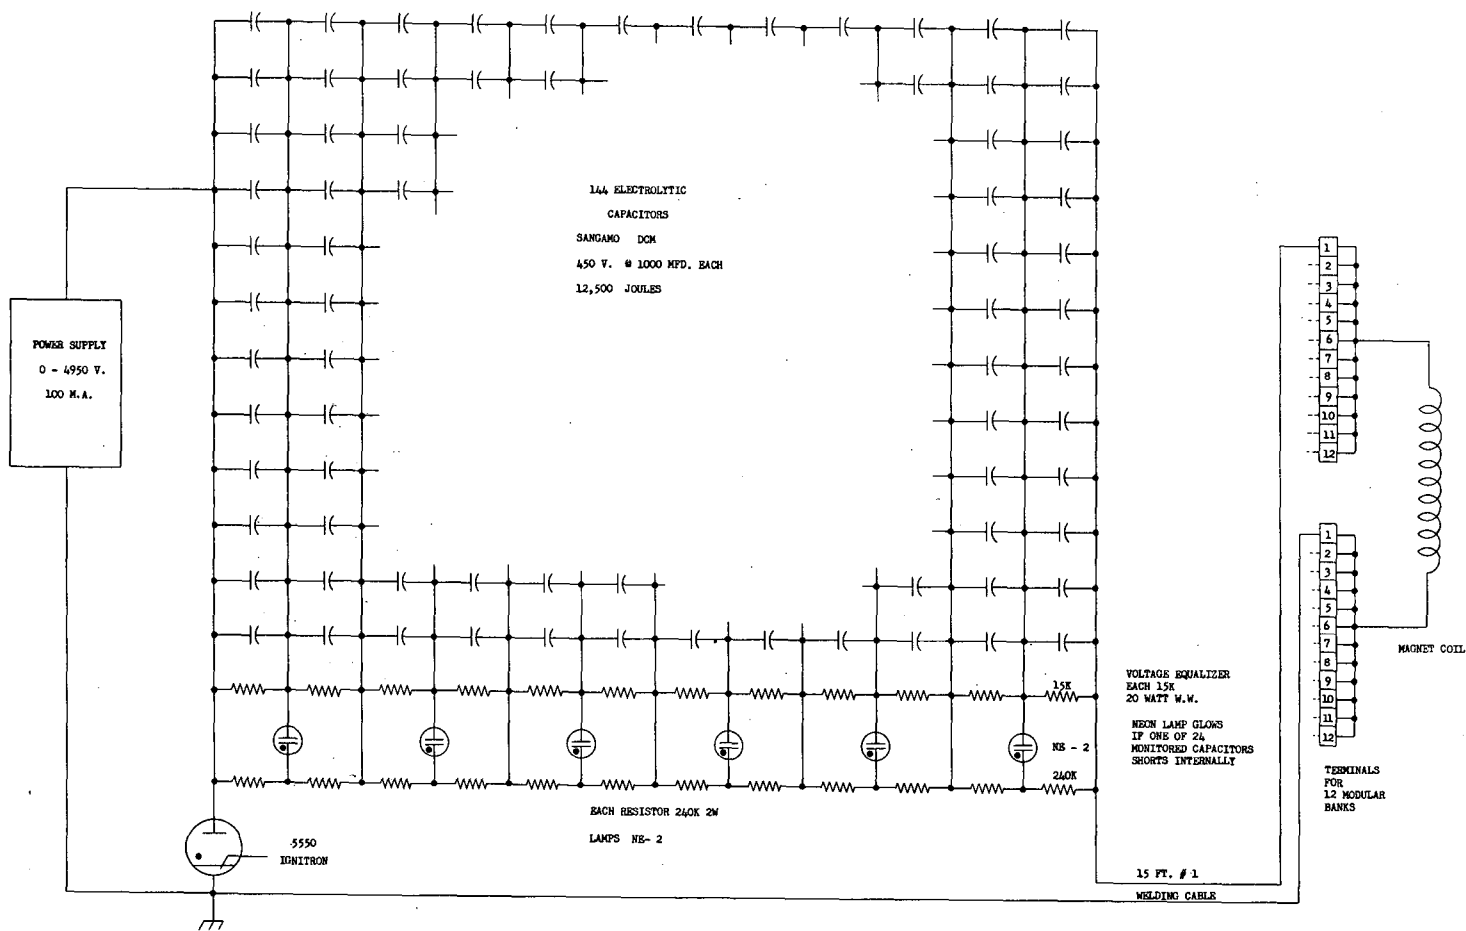 144 ELECTROLYTIC
CAPACITORS
SANGAMO DCM
450 V. @ 1000 MFD. EACH
12,500 JOULES
POWER SUPPLY
0 - 4950 V.
100 M.A.
1
2
3
4
5
6
7
8
9
10
11
12
1
2
3
4
5
6
7
8
9
10
11
12
MAGNET COIL
TERMINALS
FOR
12 MODULAR
BANKS
15K
VOLTAGE EQUALIZER
EACH 15K
20 WATT W.W.
NEON LAMP GLOWS
IF ONE OF 24
MONITORED CAPACITORS
SHORTS INTERNALLY
NE - 2
240K
EACH RESISTOR 240K 2W
LAMPS NE- 2
5550
IGNITRON
15 FT. # 1
WELDING CABLE